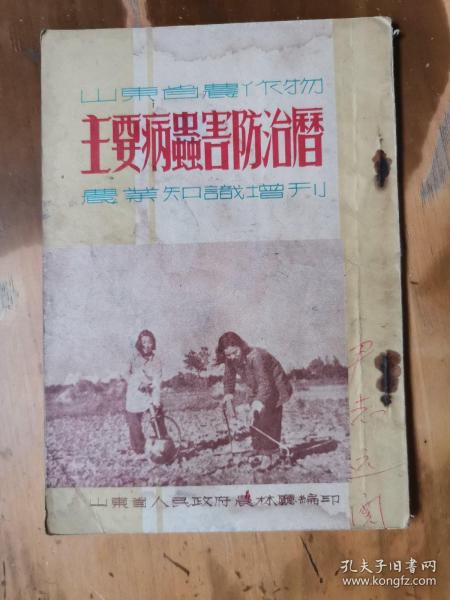 山東省農作物
主要病蟲害防治曆
農業知識增刊
山東省人民政府農林廳編印
孔夫子旧书网
www.kongfz.com